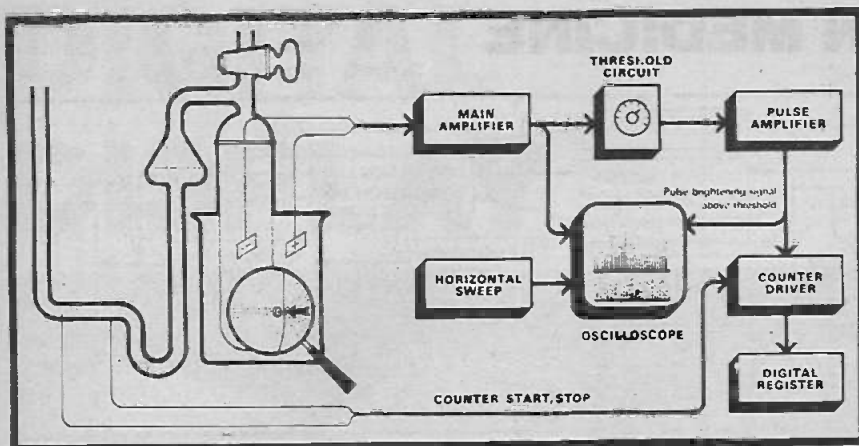 N MEDICINE
THRESHOLD
CIRCUIT
MAIN
AMPLIFIER
PULSE
AMPLIFIER
Pulse brightening signal
above threshold
- +
HORIZONTAL
SWEEP
COUNTER
DRIVER
OSCILLOSCOPE
DIGITAL
REGISTER
COUNTER START, STOP